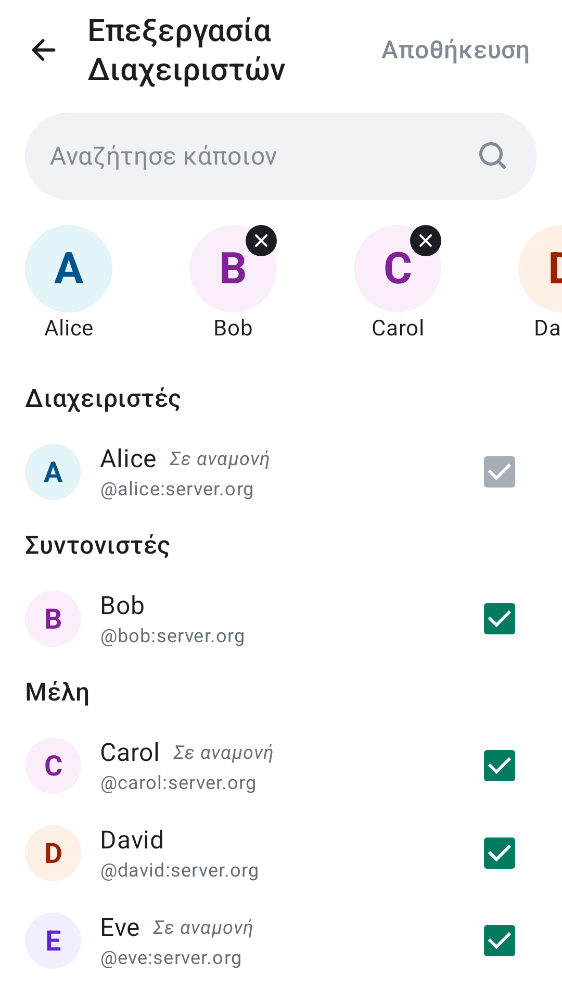 Επεξεργασία
Διαχειριστών
Αποθήκευση
Αναζήτησε κάποιον
A
B
C
Alice
Bob
Carol
Διαχειριστές
A
Alice Σε αναμονή
@alice:server.org
Συντονιστές
B
Bob
@bob:server.org
Μέλη
C
Carol Σε αναμονή
@carol:server.org
D
David
@david:server.org
E
Eve Σε αναμονή
@eve:server.org